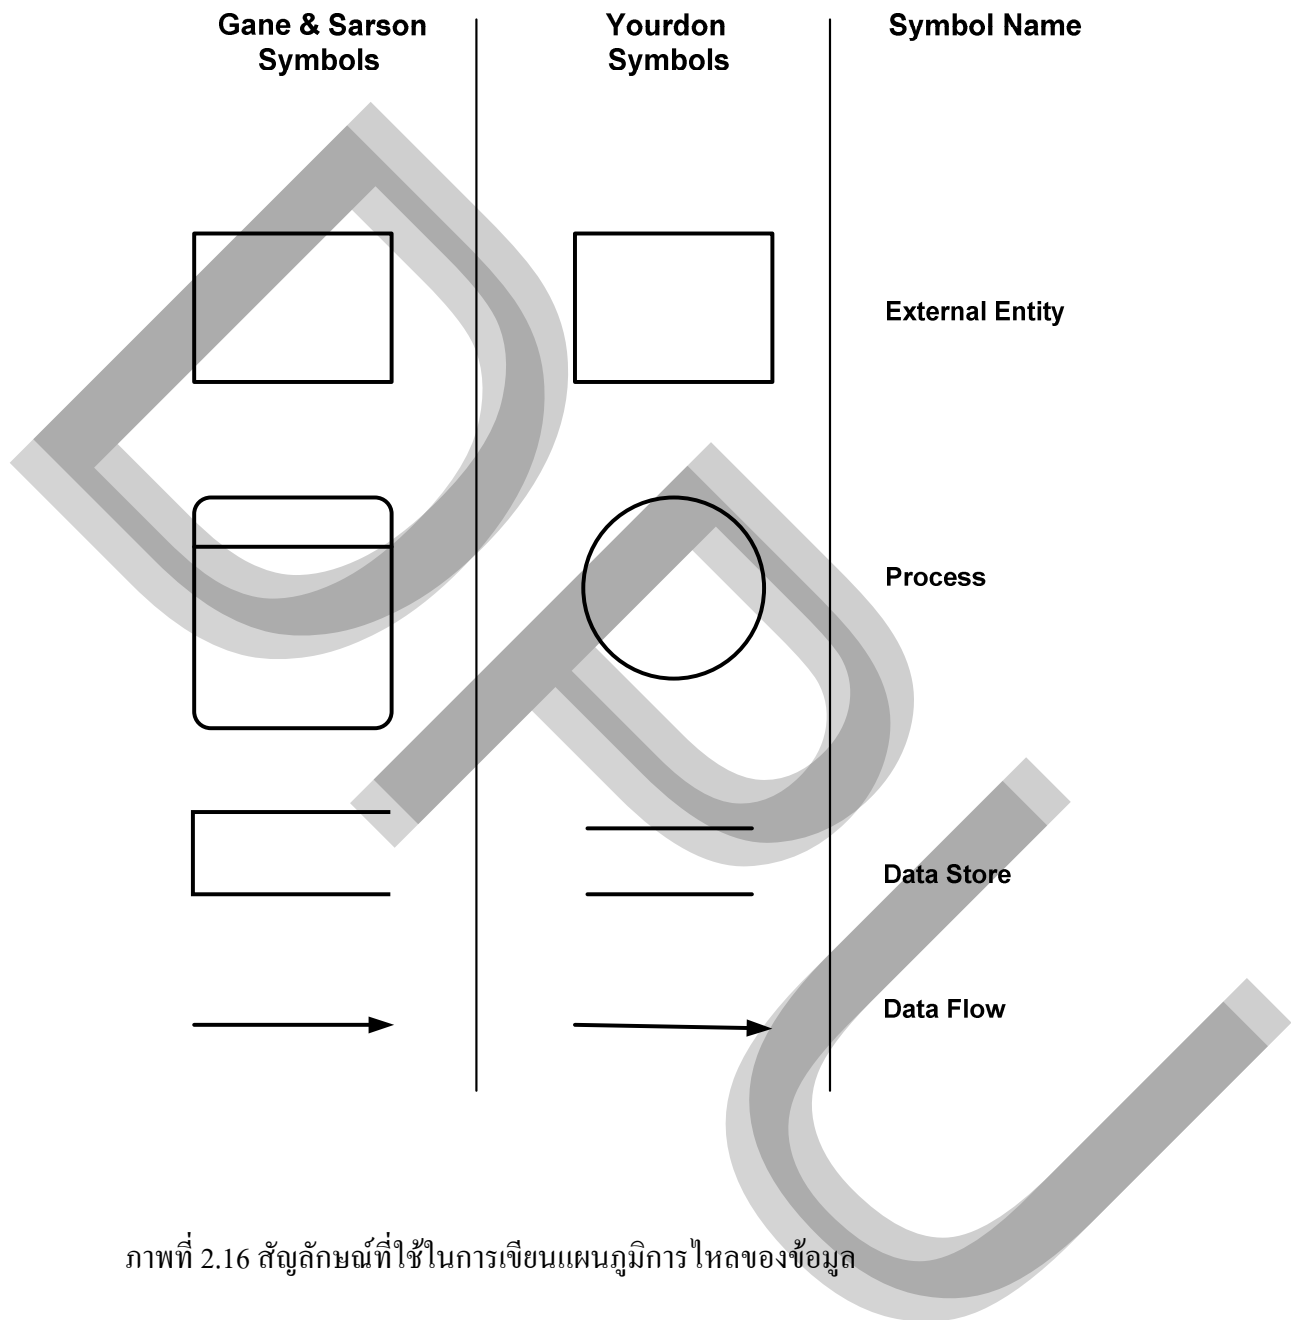 Gane & Sarson
Symbols
Yourdon
Symbols
Symbol Name
External Entity
Process
Data Store
Data Flow
ภาพที่ 2.16 สัญลักษณ์ที่ใช้ในการเขียนแผนภูมิการไหลของข้อมูล
DPU